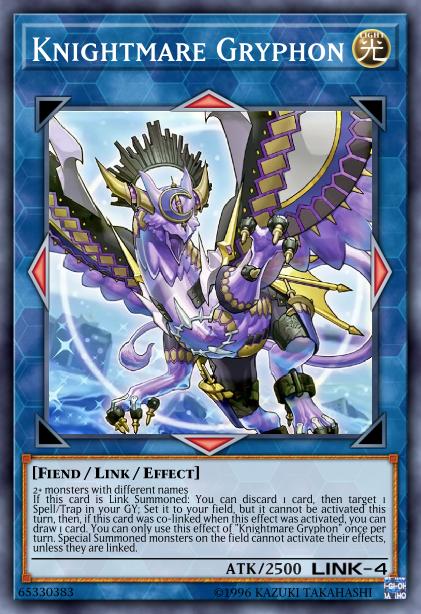 KNIGHTMARE GRYPHON
LIGHT
光
[FIEND / LINK / EFFECT]
2+ monsters with different names
If this card is Link Summoned: You can discard 1 card, then target 1
Spell/Trap in your GY; Set it to your field, but it cannot be activated this
turn, then, if this card was co-linked when this effect was activated, you can
draw 1 card. You can only use this effect of "Knightmare Gryphon" once per
turn. Special Summoned monsters on the field cannot activate their effects,
unless they are linked.
ATK/2500 LINK-4
65330383
©1996 KAZUKI TAKAHASHI